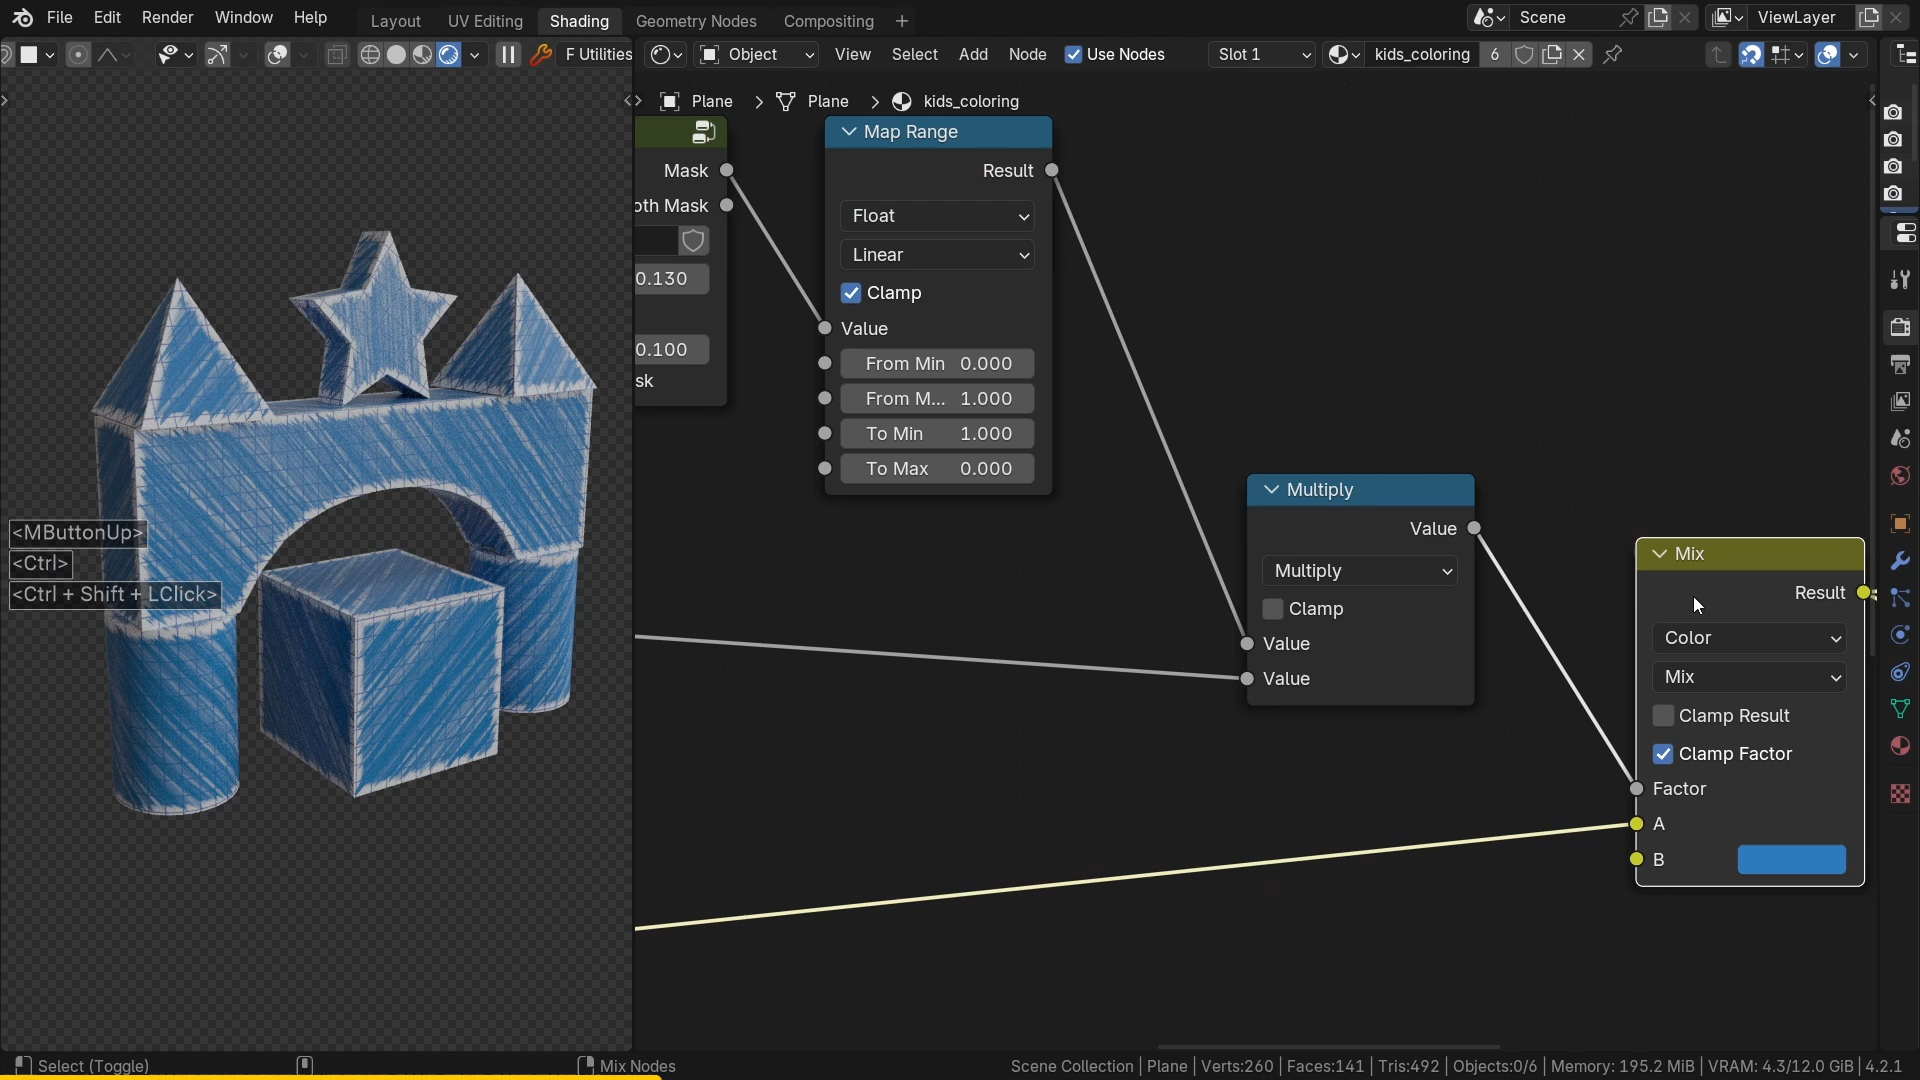 File Edit Render Window Help
Layout UV Editing Shading Geometry Nodes Compositing
Scene
ViewLayer
F Utilities
Object View Select Add Node Use Nodes Slot 1 kids_coloring 6
Plane > Plane > kids_coloring
Mask
oth Mask
0.130
0.100
sk
Map Range
Result
Float
Linear
Clamp
Value
From Min 0.000
From M... 1.000
To Min 1.000
To Max 0.000
Multiply
Value
Multiply
Clamp
Value
Value
Mix
Result
Color
Mix
Clamp Result
Clamp Factor
Factor
A
B
<MButtonUp>
<Ctrl>
<Ctrl + Shift + LClick>
Select (Toggle)
Mix Nodes
Scene Collection | Plane | Verts:260 | Faces:141 | Tris:492 | Objects:0/6 | Memory: 195.2 MiB | VRAM: 4.3/12.0 GiB | 4.2.1